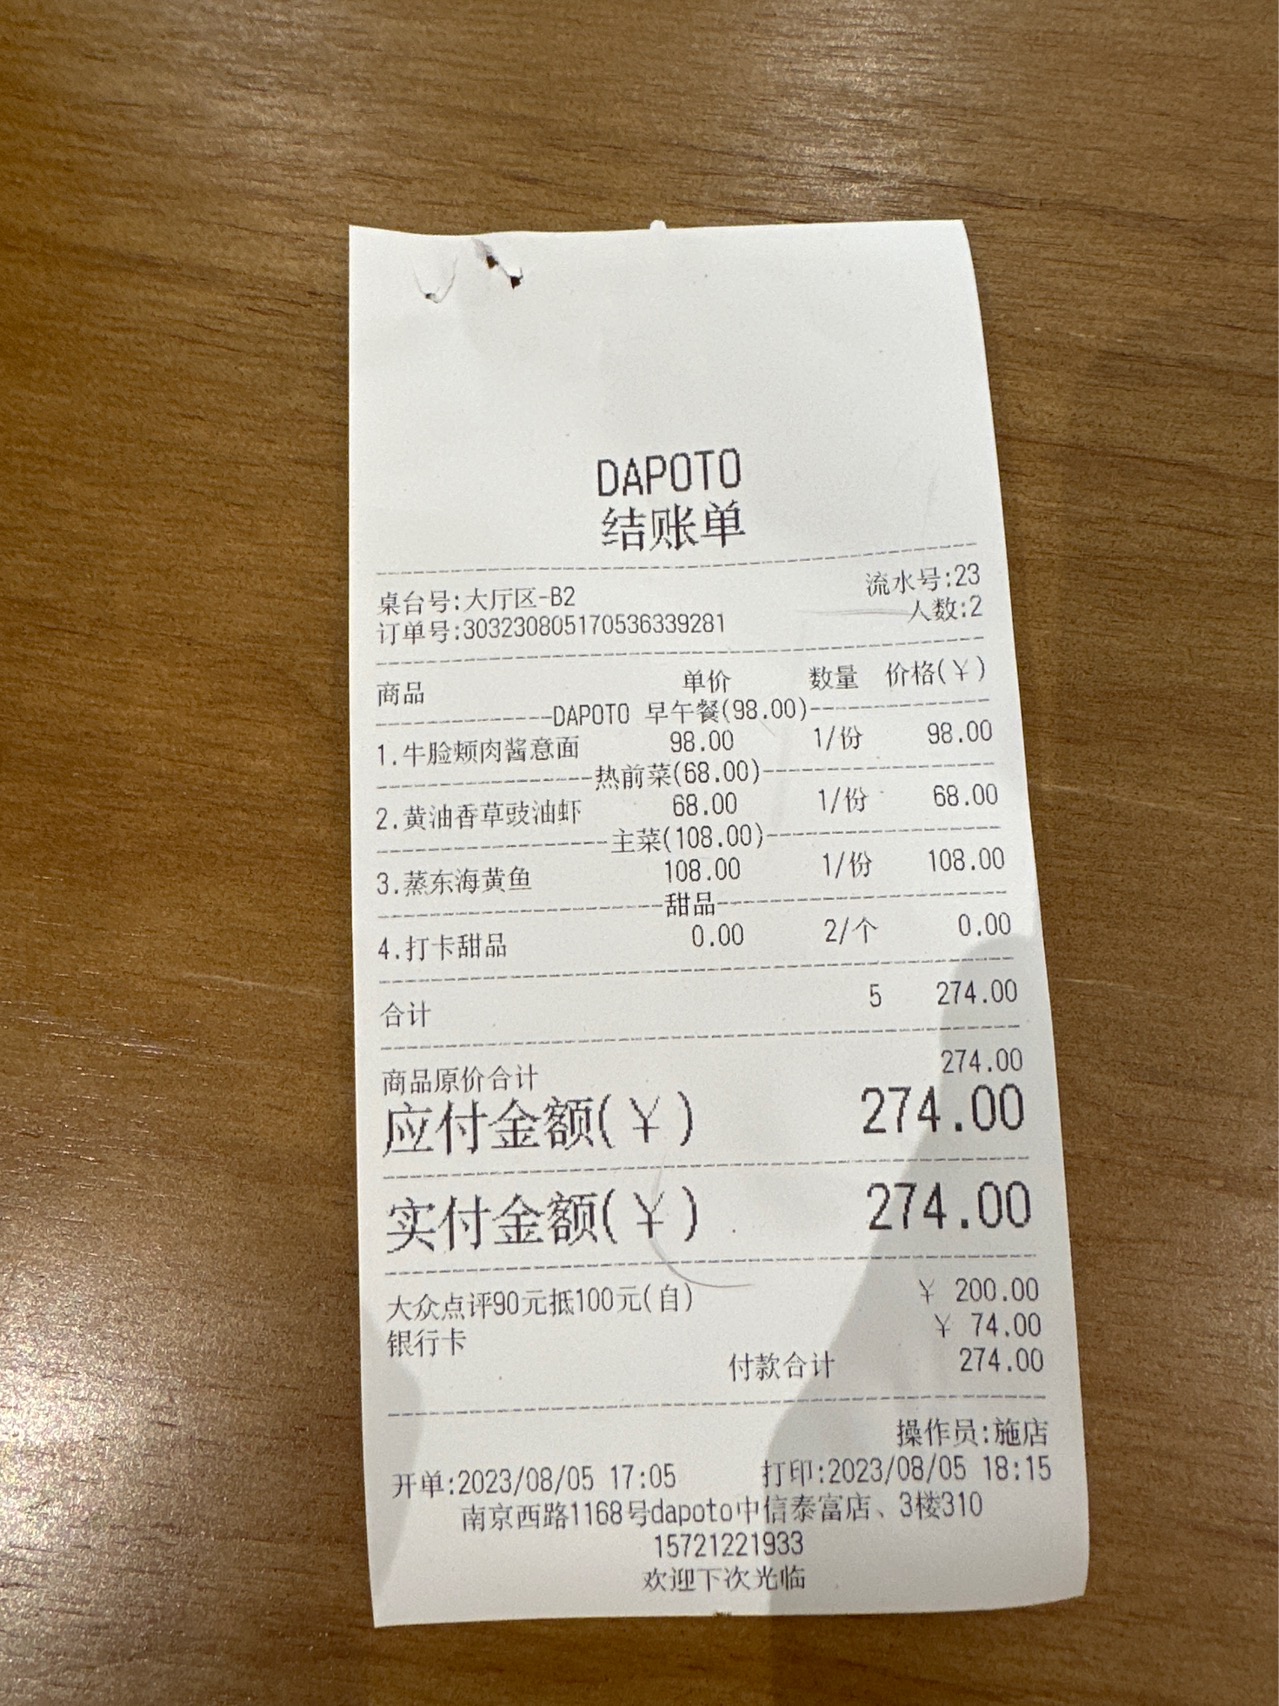 DAPOTO
结账单
桌台号:大厅区-B2 流水号:23
订单号:303230805170536339281 人数:2
商品 单价 数量 价格(￥)
DAPOTO 早午餐(98.00)
1.牛脸颊肉酱意面 98.00 1/份 98.00
热前菜(68.00)
2.黄油香草豉油虾 68.00 1/份 68.00
主菜(108.00)
3.蒸东海黄鱼 108.00 1/份 108.00
甜品
4.打卡甜品 0.00 2/个 0.00
合计 5 274.00
商品原价合计 274.00
应付金额(￥) 274.00
实付金额(￥) 274.00
大众点评90元抵100元(自) ￥ 200.00
银行卡 ￥ 74.00
付款合计 274.00
操作员:施店
开单:2023/08/05 17:05 打印:2023/08/05 18:15
南京西路1168号dapoto中信泰富店、3楼310
15721221933
欢迎下次光临